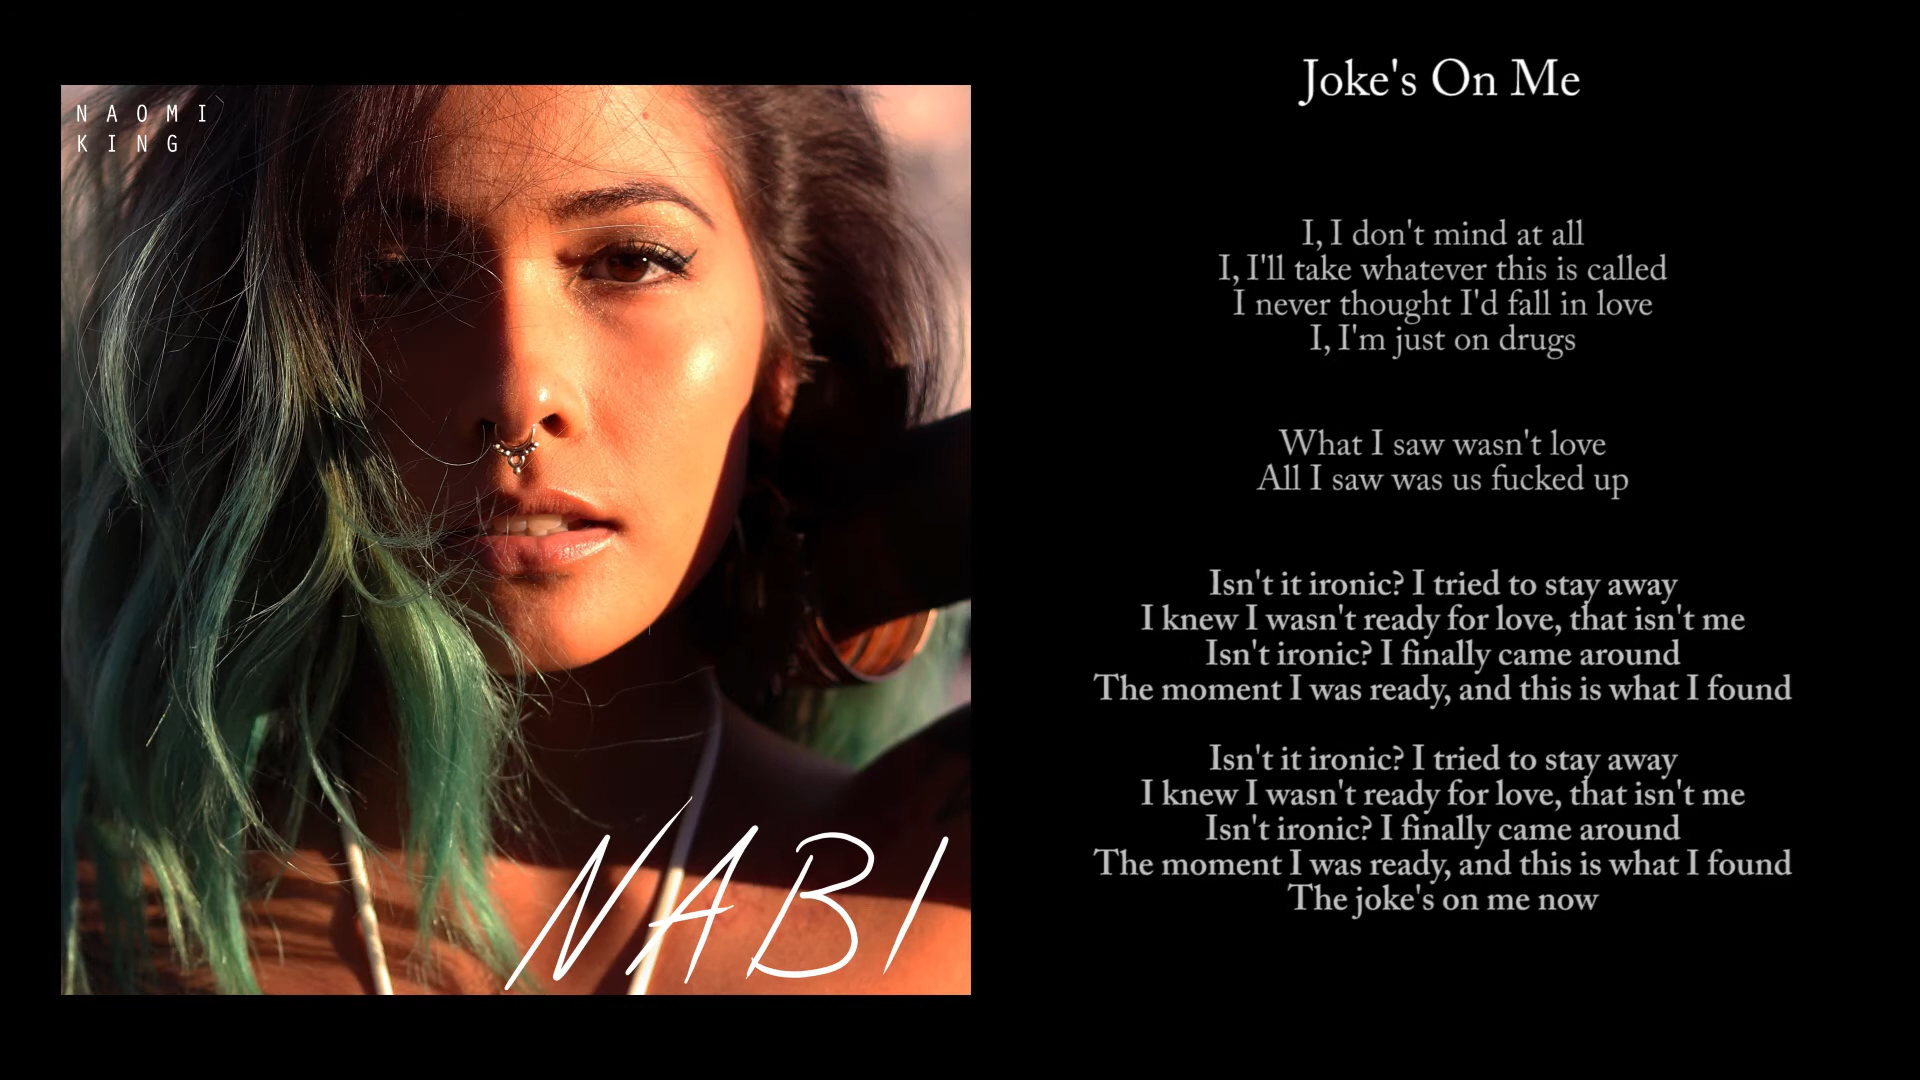 NAOMI
KING
NABI
Joke's On Me
I, I don't mind at all
I, I'll take whatever this is called
I never thought I'd fall in love
I, I'm just on drugs
What I saw wasn't love
All I saw was us fucked up
Isn't it ironic? I tried to stay away
I knew I wasn't ready for love, that isn't me
Isn't ironic? I finally came around
The moment I was ready, and this is what I found
Isn't it ironic? I tried to stay away
I knew I wasn't ready for love, that isn't me
Isn't ironic? I finally came around
The moment I was ready, and this is what I found
The joke's on me now